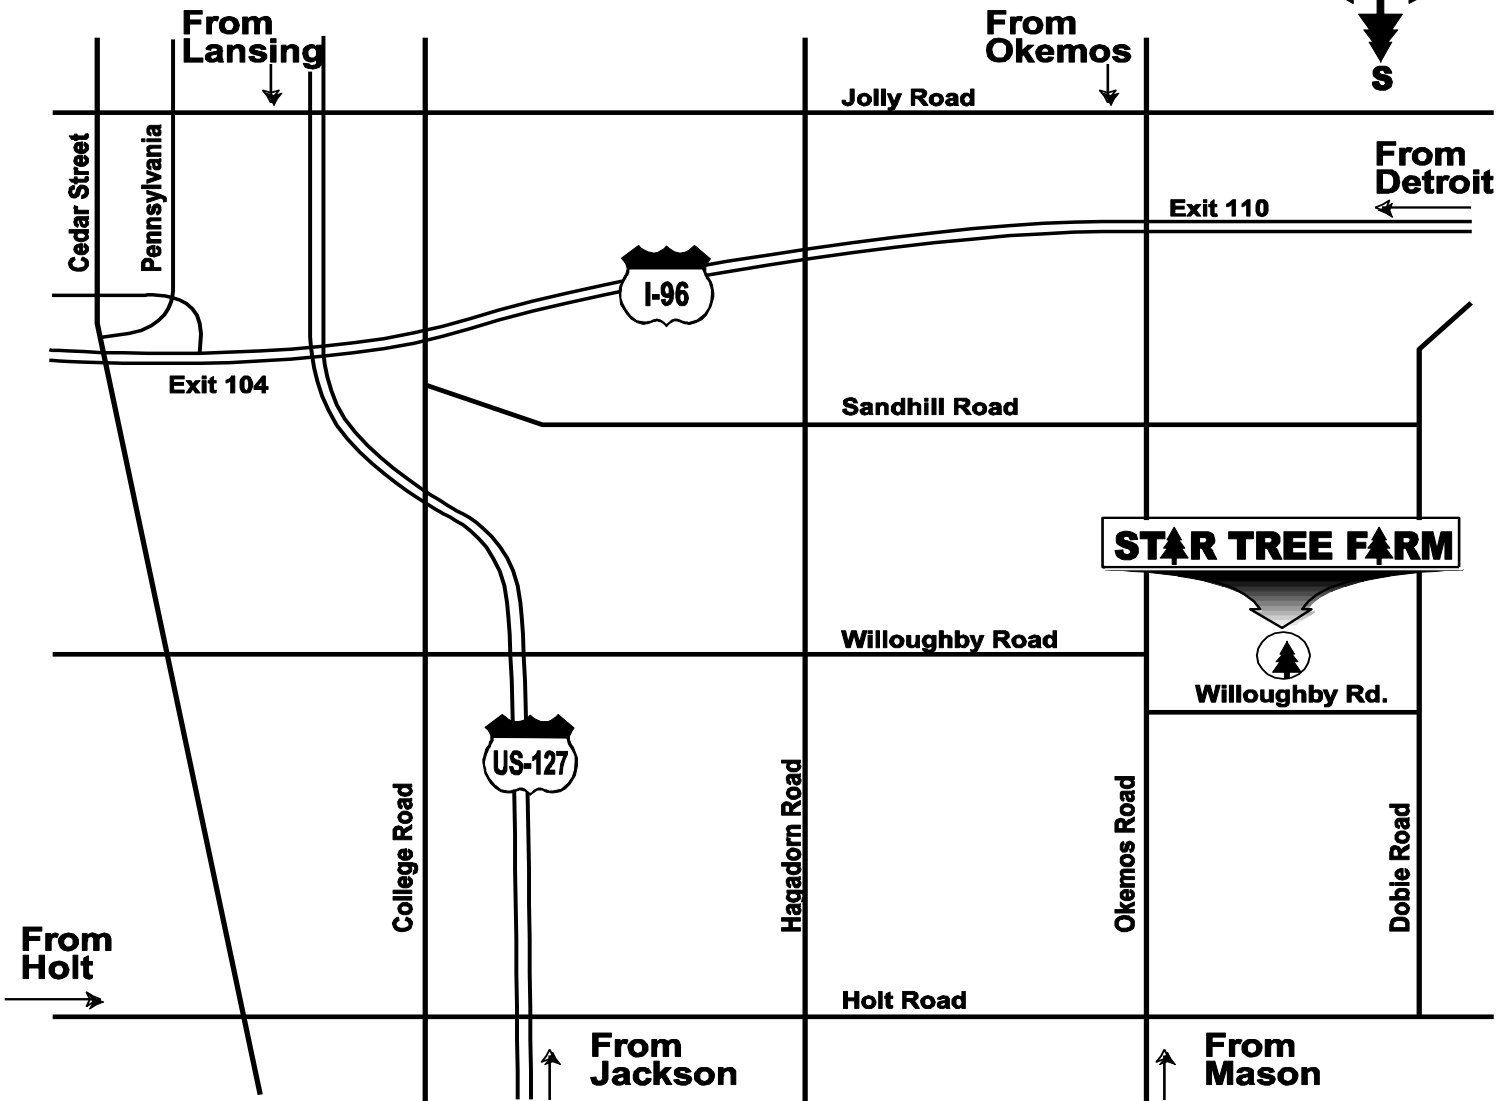 From
Lansing
From
Okemos
S
Jolly Road
Cedar Street
Pennsylvania
From
Detroit
Exit 110
I-96
Exit 104
Sandhill Road
STAR TREE FARM
Willoughby Road
Willoughby Rd.
US-127
College Road
Hagadorn Road
Okemos Road
Dobie Road
From
Holt
Holt Road
From
Jackson
From
Mason